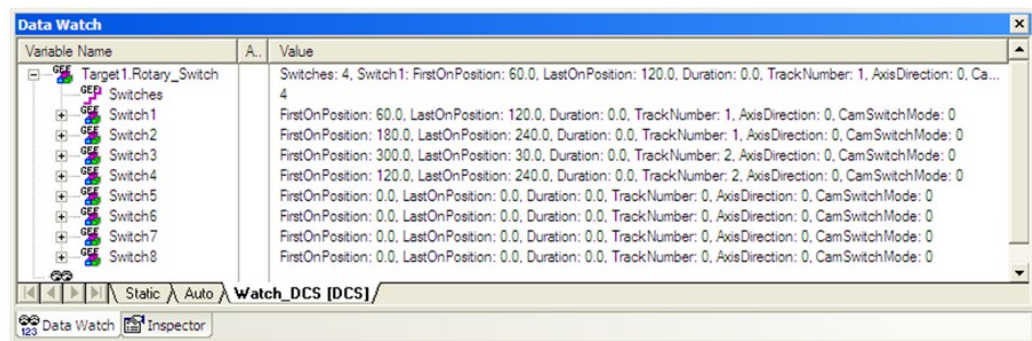 Data Watch
Variable Name A.. Value
Target1.Rotary_Switch Switches: 4, Switch1: FirstOnPosition: 60.0, LastOnPosition: 120.0, Duration: 0.0, TrackNumber: 1, AxisDirection: 0, Ca...
Switches 4
Switch1 FirstOnPosition: 60.0, LastOnPosition: 120.0, Duration: 0.0, TrackNumber: 1, AxisDirection: 0, CamSwitchMode: 0
Switch2 FirstOnPosition: 180.0, LastOnPosition: 240.0, Duration: 0.0, TrackNumber: 1, AxisDirection: 0, CamSwitchMode: 0
Switch3 FirstOnPosition: 300.0, LastOnPosition: 30.0, Duration: 0.0, TrackNumber: 2, AxisDirection: 0, CamSwitchMode: 0
Switch4 FirstOnPosition: 120.0, LastOnPosition: 240.0, Duration: 0.0, TrackNumber: 2, AxisDirection: 0, CamSwitchMode: 0
Switch5 FirstOnPosition: 0.0, LastOnPosition: 0.0, Duration: 0.0, TrackNumber: 0, AxisDirection: 0, CamSwitchMode: 0
Switch6 FirstOnPosition: 0.0, LastOnPosition: 0.0, Duration: 0.0, TrackNumber: 0, AxisDirection: 0, CamSwitchMode: 0
Switch7 FirstOnPosition: 0.0, LastOnPosition: 0.0, Duration: 0.0, TrackNumber: 0, AxisDirection: 0, CamSwitchMode: 0
Switch8 FirstOnPosition: 0.0, LastOnPosition: 0.0, Duration: 0.0, TrackNumber: 0, AxisDirection: 0, CamSwitchMode: 0
Static Auto Watch_DCS [DCS]
123 Data Watch Inspector